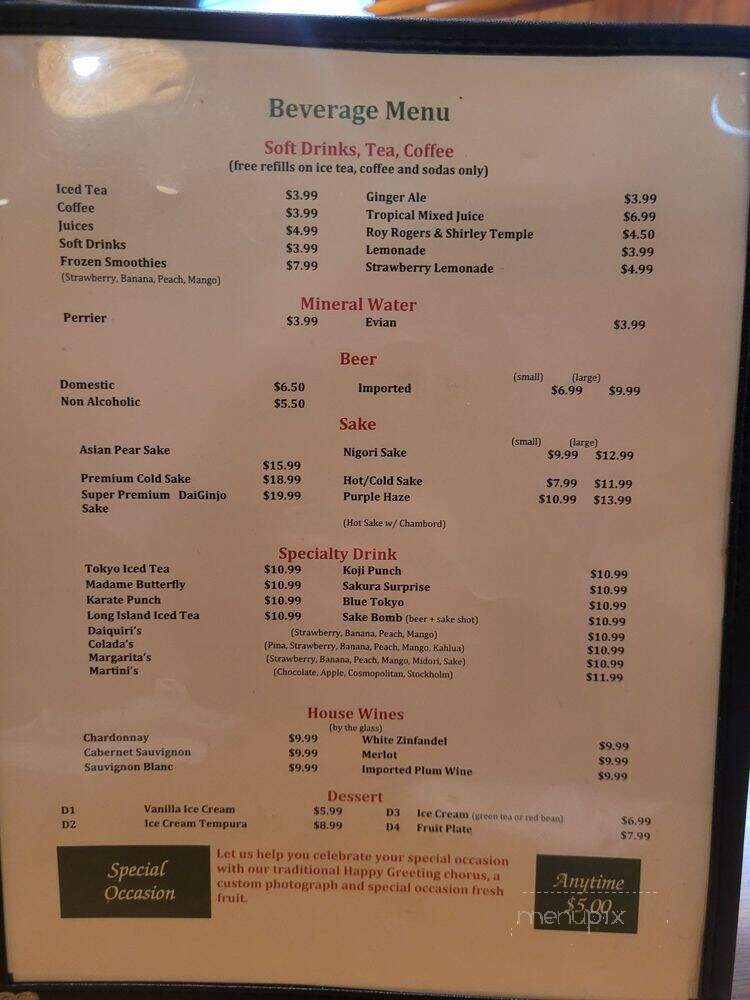 Beverage Menu
Soft Drinks, Tea, Coffee
(free refills on ice tea, coffee and sodas only)
Iced Tea $3.99 Ginger Ale $3.99
Coffee $3.99 Tropical Mixed Juice $6.99
Juices $4.99 Roy Rogers & Shirley Temple $4.50
Soft Drinks $3.99 Lemonade $3.99
Frozen Smoothies $7.99 Strawberry Lemonade $4.99
(Strawberry, Banana, Peach, Mango)
Mineral Water
Perrier $3.99 Evian $3.99
Beer
(small) (large)
Domestic $6.50 Imported $6.99 $9.99
Non Alcoholic $5.50
Sake
(small) (large)
Asian Pear Sake $15.99 Nigori Sake $9.99 $12.99
Premium Cold Sake $18.99 Hot/Cold Sake $7.99 $11.99
Super Premium DaiGinjo $19.99 Purple Haze $10.99 $13.99
Sake
(Hot Sake w/ Chambord)
Specialty Drink
Tokyo Iced Tea $10.99 Koji Punch $10.99
Madame Butterfly $10.99 Sakura Surprise $10.99
Karate Punch $10.99 Blue Tokyo $10.99
Long Island Iced Tea $10.99 Sake Bomb (beer + sake shot) $10.99
Daiquiri's (Strawberry, Banana, Peach, Mango) $10.99
Colada's (Pina, Strawberry, Banana, Peach, Mango, Kahlua) $10.99
Margarita's (Strawberry, Banana, Peach, Mango, Midori, Sake) $10.99
Martini's (Chocolate, Apple, Cosmopolitan, Stockholm) $11.99
House Wines
(by the glass)
Chardonnay $9.99 White Zinfandel $9.99
Cabernet Sauvignon $9.99 Merlot $9.99
Sauvignon Blanc $9.99 Imported Plum Wine $9.99
Dessert
D1 Vanilla Ice Cream $5.99 D3 Ice Cream (green tea or red bean) $6.99
D2 Ice Cream Tempura $8.99 D4 Fruit Plate $7.99
Special
Occasion
Let us help you celebrate your special occasion
with our traditional Happy Greeting chorus, a
custom photograph and special occasion fresh
fruit.
Anytime
$5.00
menupix